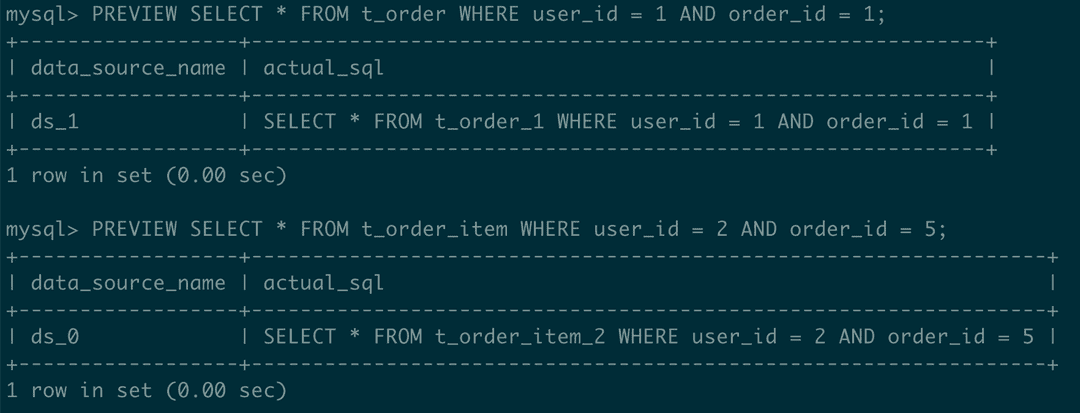 mysql> PREVIEW SELECT * FROM t_order WHERE user_id = 1 AND order_id = 1;
+------------------+------------------------------------------------------------+
| data_source_name | actual_sql                                                 |
+------------------+------------------------------------------------------------+
| ds_1             | SELECT * FROM t_order_1 WHERE user_id = 1 AND order_id = 1 |
+------------------+------------------------------------------------------------+
1 row in set (0.00 sec)
mysql> PREVIEW SELECT * FROM t_order_item WHERE user_id = 2 AND order_id = 5;
+------------------+-----------------------------------------------------------------+
| data_source_name | actual_sql                                                      |
+------------------+-----------------------------------------------------------------+
| ds_0             | SELECT * FROM t_order_item_2 WHERE user_id = 2 AND order_id = 5 |
+------------------+-----------------------------------------------------------------+
1 row in set (0.00 sec)